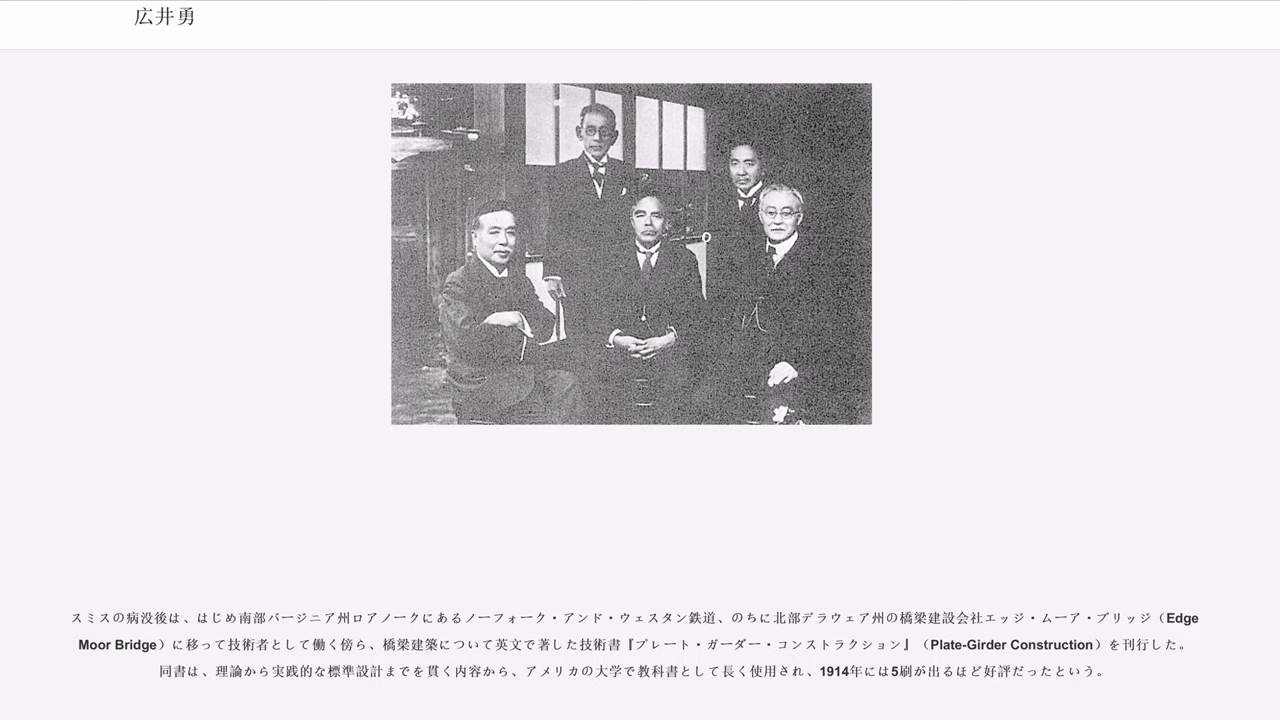 広井勇
スミスの病没後は、はじめ南部バージニア州ロアノークにあるノーフォーク・アンド・ウェスタン鉄道、のちに北部デラウェア州の橋梁建設会社エッジ・ムーア・ブリッジ（Edge
Moor Bridge）に移って技術者として働く傍ら、橋梁建築について英文で著した技術書『プレート・ガーダー・コンストラクション』（Plate-Girder Construction）を刊行した。
同書は、理論から実践的な標準設計までを貫く内容から、アメリカの大学で教科書として長く使用され、1914年には5刷が出るほど好評だったという。